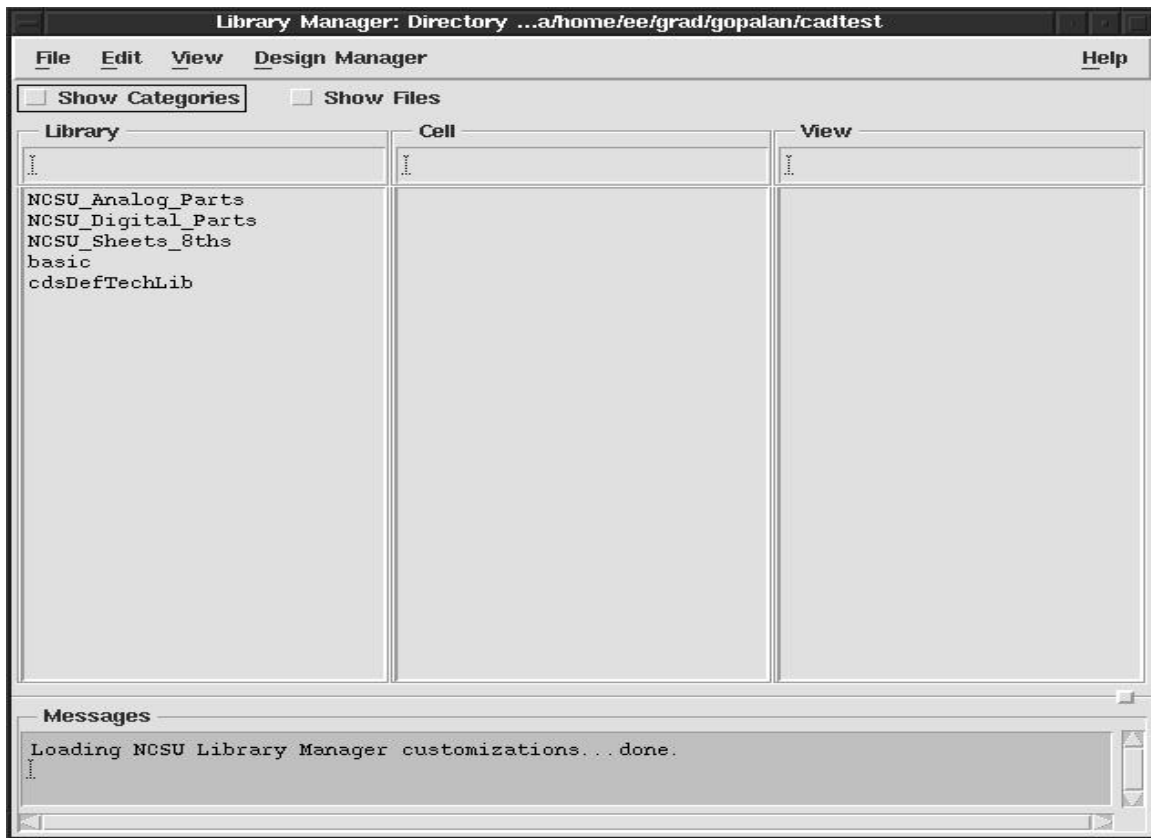 Library Manager: Directory ...a/home/ee/grad/gopalan/cadtest
File Edit View Design Manager Help
Show Categories Show Files
Library Cell View
NCSU_Analog_Parts
NCSU_Digital_Parts
NCSU_Sheets_8ths
basic
cdsDefTechLib
Messages
Loading NCSU Library Manager customizations...done.